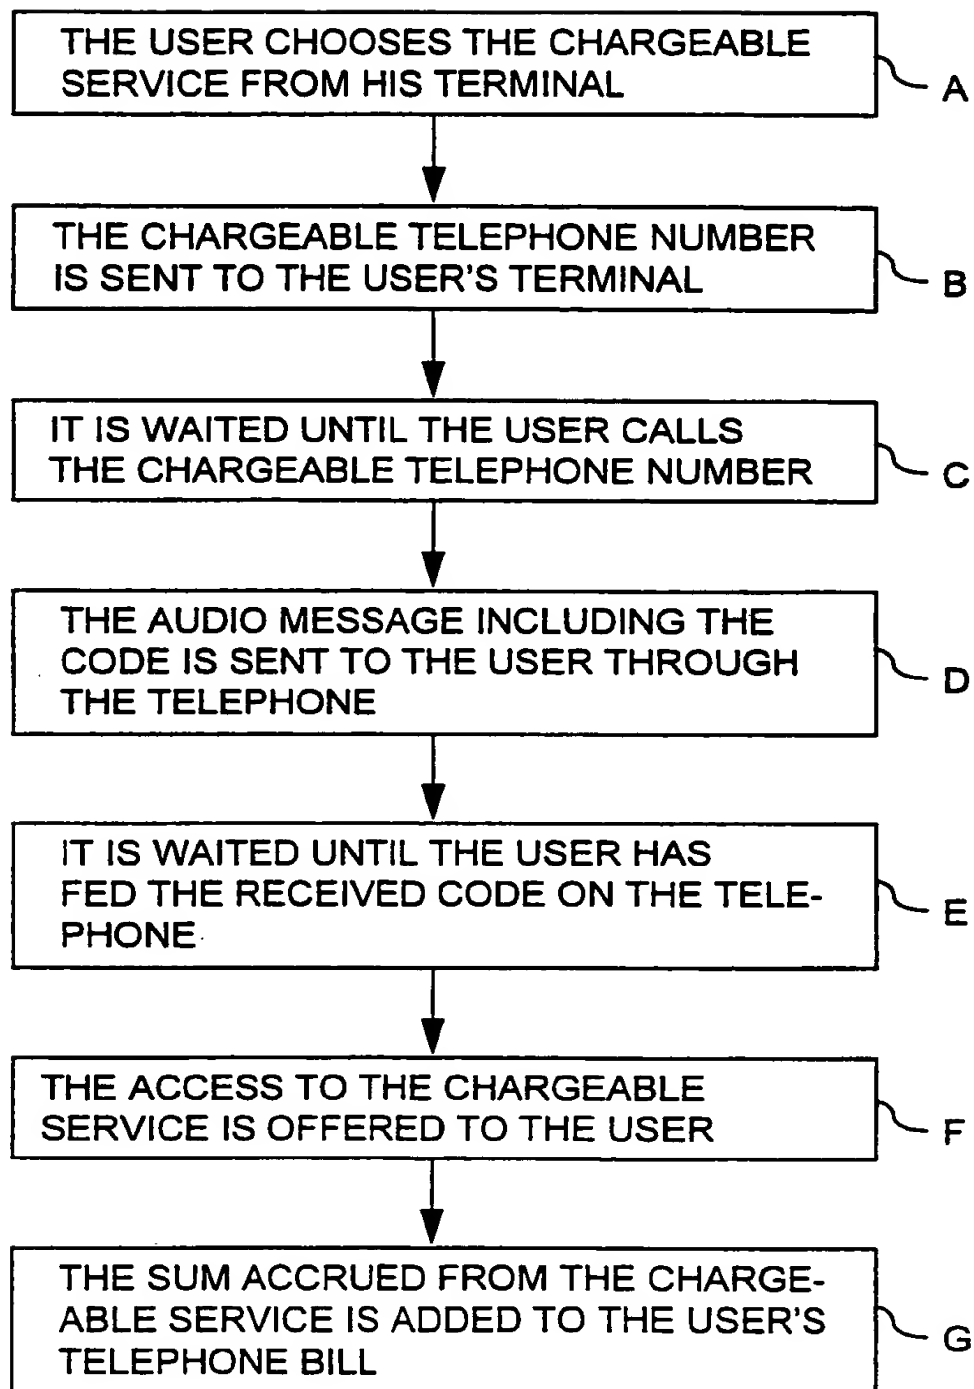 THE USER CHOOSES THE CHARGEABLE
SERVICE FROM HIS TERMINAL
A
THE CHARGEABLE TELEPHONE NUMBER
IS SENT TO THE USER'S TERMINAL
B
IT IS WAITED UNTIL THE USER CALLS
THE CHARGEABLE TELEPHONE NUMBER
C
THE AUDIO MESSAGE INCLUDING THE
CODE IS SENT TO THE USER THROUGH
THE TELEPHONE
D
IT IS WAITED UNTIL THE USER HAS
FED THE RECEIVED CODE ON THE TELE-
PHONE
E
THE ACCESS TO THE CHARGEABLE
SERVICE IS OFFERED TO THE USER
F
THE SUM ACCRUED FROM THE CHARGE-
ABLE SERVICE IS ADDED TO THE USER'S
TELEPHONE BILL
G